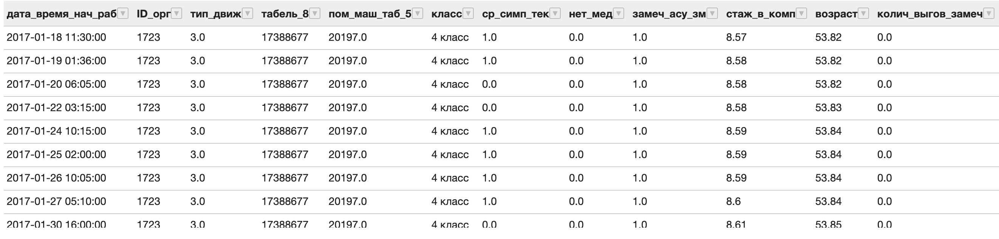 дата_время_нач_раб ID_орг тип_движ табель_8 пом_маш_таб_5 класс ср_симп_тек нет_мед замеч_асу_зм стаж_в_комп возраст колич_выгов_замеч
2017-01-18 11:30:00 1723 3.0 17388677 20197.0 4 класс 1.0 0.0 1.0 8.57 53.82 0.0
2017-01-19 01:36:00 1723 3.0 17388677 20197.0 4 класс 1.0 0.0 1.0 8.58 53.82 0.0
2017-01-20 06:05:00 1723 3.0 17388677 20197.0 4 класс 0.0 0.0 1.0 8.58 53.82 0.0
2017-01-22 03:15:00 1723 3.0 17388677 20197.0 4 класс 0.0 0.0 1.0 8.58 53.83 0.0
2017-01-24 10:15:00 1723 3.0 17388677 20197.0 4 класс 1.0 0.0 1.0 8.59 53.84 0.0
2017-01-25 02:00:00 1723 3.0 17388677 20197.0 4 класс 1.0 0.0 1.0 8.59 53.84 0.0
2017-01-26 10:05:00 1723 3.0 17388677 20197.0 4 класс 1.0 0.0 1.0 8.59 53.84 0.0
2017-01-27 05:10:00 1723 3.0 17388677 20197.0 4 класс 1.0 0.0 1.0 8.6 53.84 0.0
2017-01-30 16:00:00 1723 3.0 17388677 20197.0 4 класс 0.0 0.0 1.0 8.61 53.85 0.0